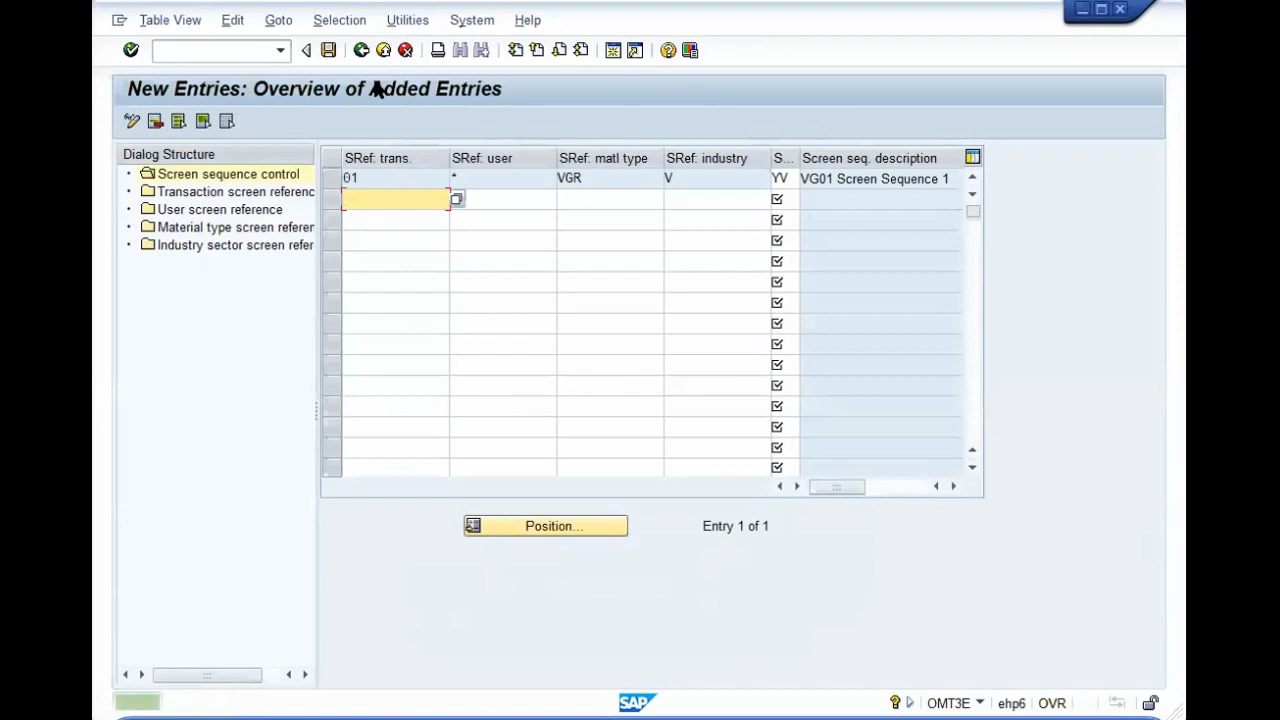 Table View Edit Goto Selection Utilities System Help
New Entries: Overview of Added Entries
Dialog Structure
Screen sequence control
Transaction screen referenc
User screen reference
Material type screen referen
Industry sector screen refer
SRef: trans. SRef: user SRef: matl type SRef: industry S... Screen seq. description
01 * VGR V YV VG01 Screen Sequence 1
Position... Entry 1 of 1
SAP OMT3E ehp6 OVR